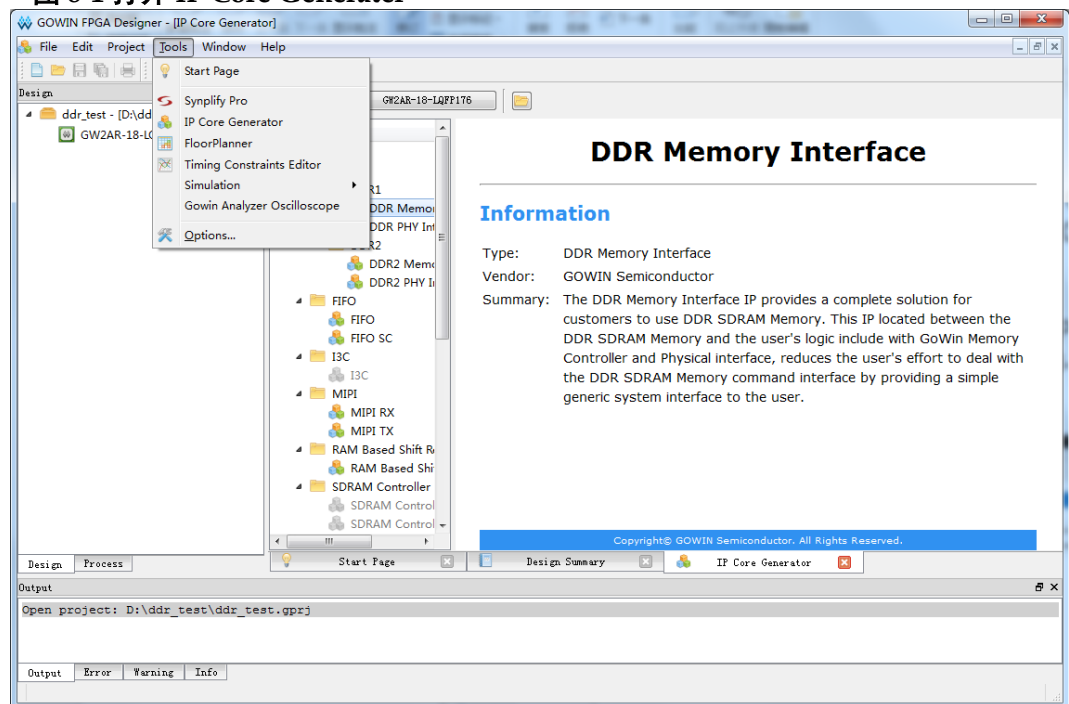 GOWIN FPGA Designer - [IP Core Generator]
File Edit Project Tools Window Help
Start Page
Synplify Pro
IP Core Generator
FloorPlanner
Timing Constraints Editor
Simulation
Gowin Analyzer Oscilloscope
Options...
Design
ddr_test - [D:\dd
GW2AR-18-L
GW2AR-18-LQFP176
R1
DDR Memo
DDR PHY Int
R2
DDR2 Memo
DDR2 PHY I
FIFO
FIFO
FIFO SC
I3C
I3C
MIPI
MIPI RX
MIPI TX
RAM Based Shift R
RAM Based Shi
SDRAM Controller
SDRAM Control
SDRAM Control
DDR Memory Interface
Information
Type: DDR Memory Interface
Vendor: GOWIN Semiconductor
Summary: The DDR Memory Interface IP provides a complete solution for
customers to use DDR SDRAM Memory. This IP located between the
DDR SDRAM Memory and the user's logic include with GoWin Memory
Controller and Physical interface, reduces the user's effort to deal with
the DDR SDRAM Memory command interface by providing a simple
generic system interface to the user.
Copyright© GOWIN Semiconductor. All Rights Reserved.
Design Process
Start Page Design Summary IP Core Generator
Output
Open project: D:\ddr_test\ddr_test.gprj
Output Error Warning Info